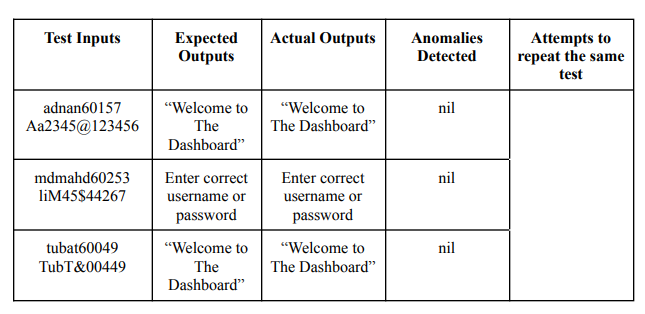 Test Inputs
Expected
Outputs
Actual Outputs
Anomalies
Detected
Attempts to
repeat the same
test
adnan60157
Aa2345@123456
“Welcome to
The
Dashboard”
“Welcome to
The Dashboard”
nil
mdmahd60253
liM45$44267
Enter correct
username or
password
Enter correct
username or
password
nil
tubat60049
TubT&00449
“Welcome to
The
Dashboard”
“Welcome to
The Dashboard”
nil